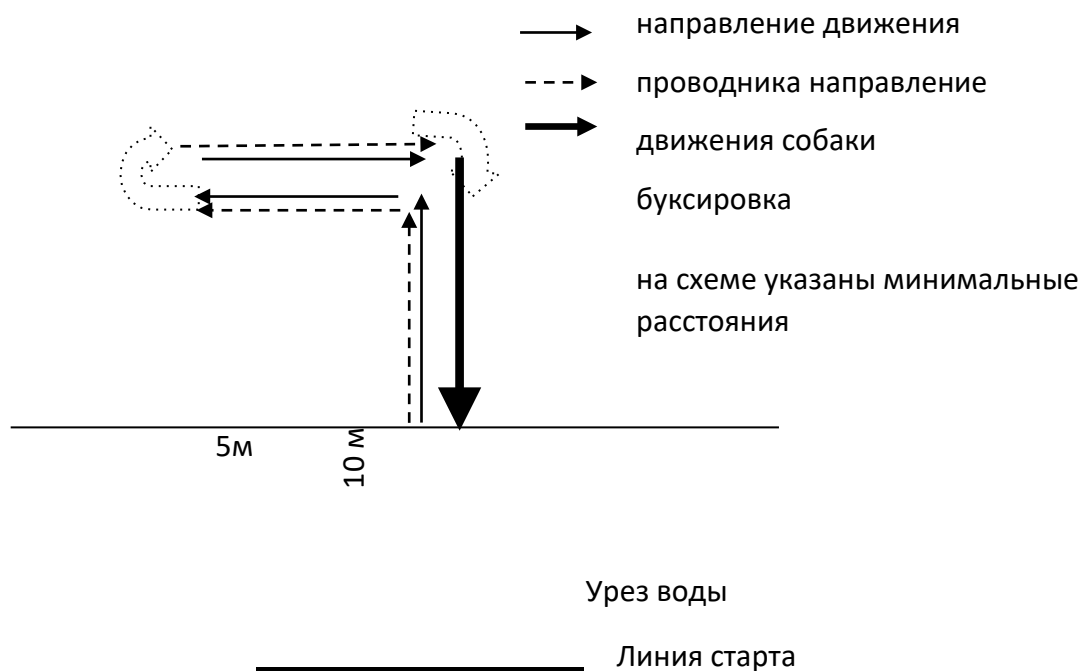 направление движения
проводника направление
движения собаки
буксировка
на схеме указаны минимальные
расстояния
5м
10 м
Урез воды
Линия старта